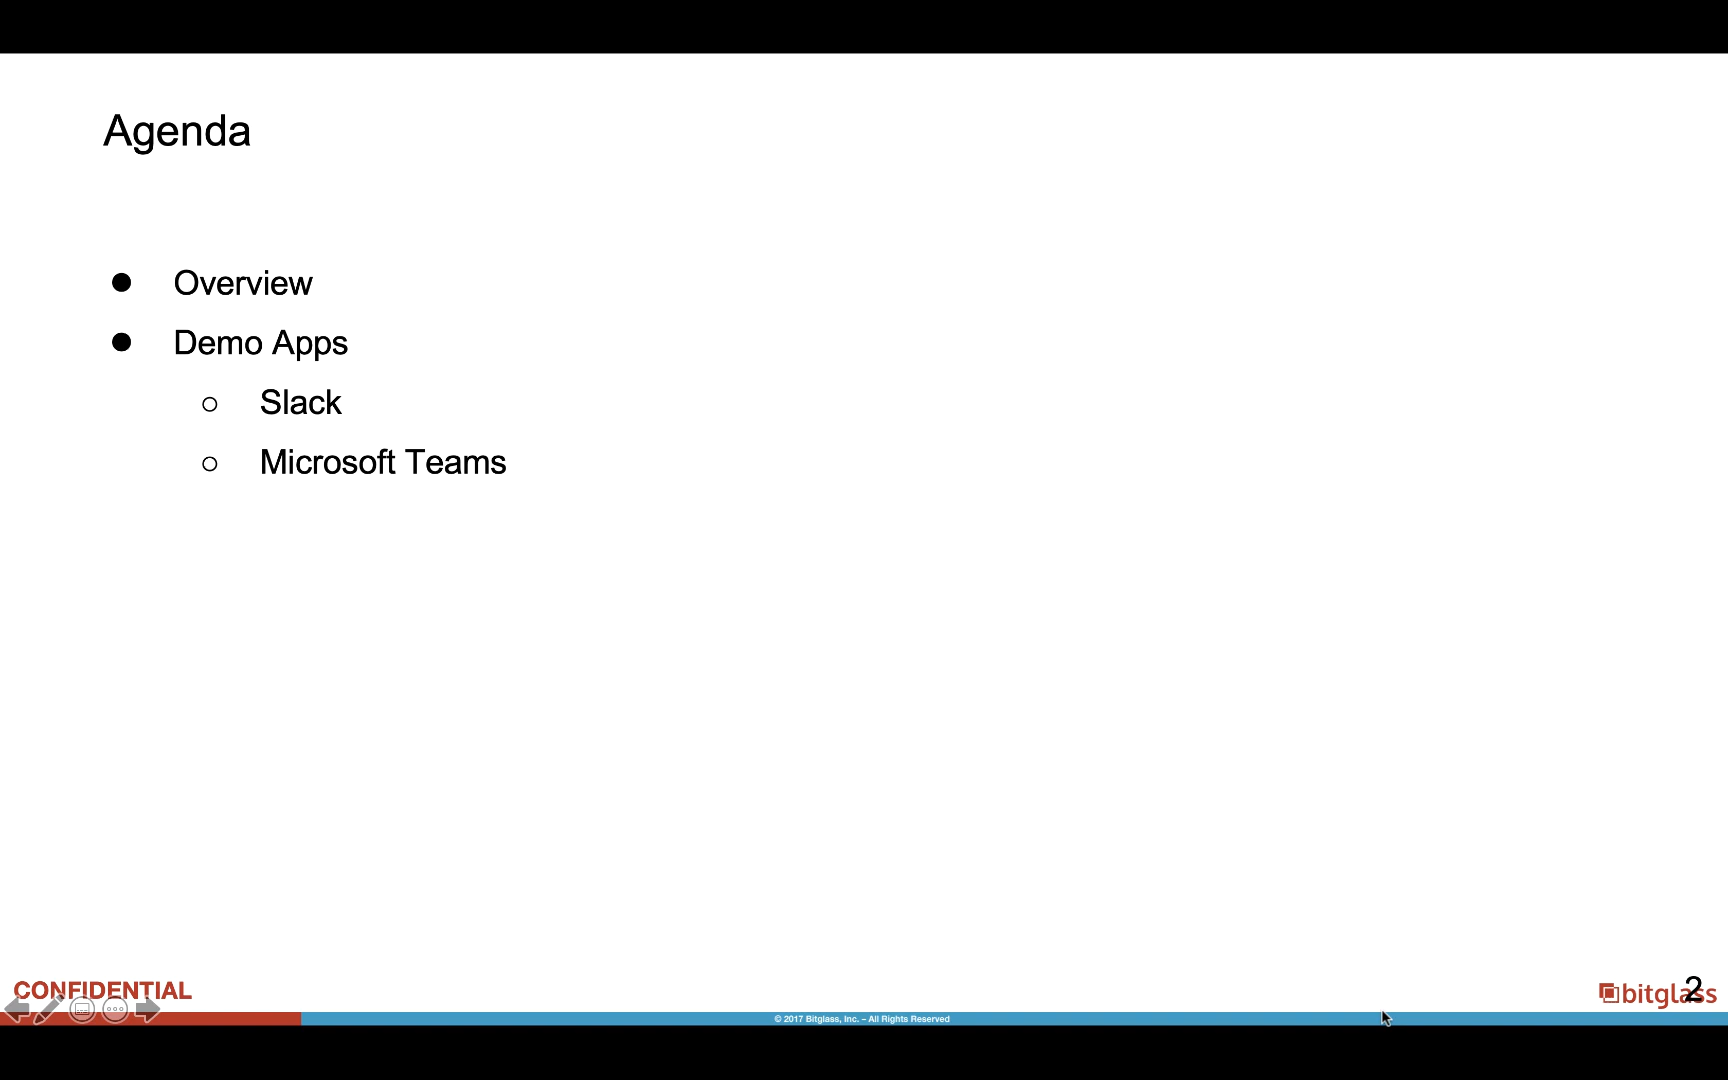 Agenda
Overview
Demo Apps
Slack
Microsoft Teams
CONFIDENTIAL
bitglass
2
© 2017 Bitglass, Inc. – All Rights Reserved